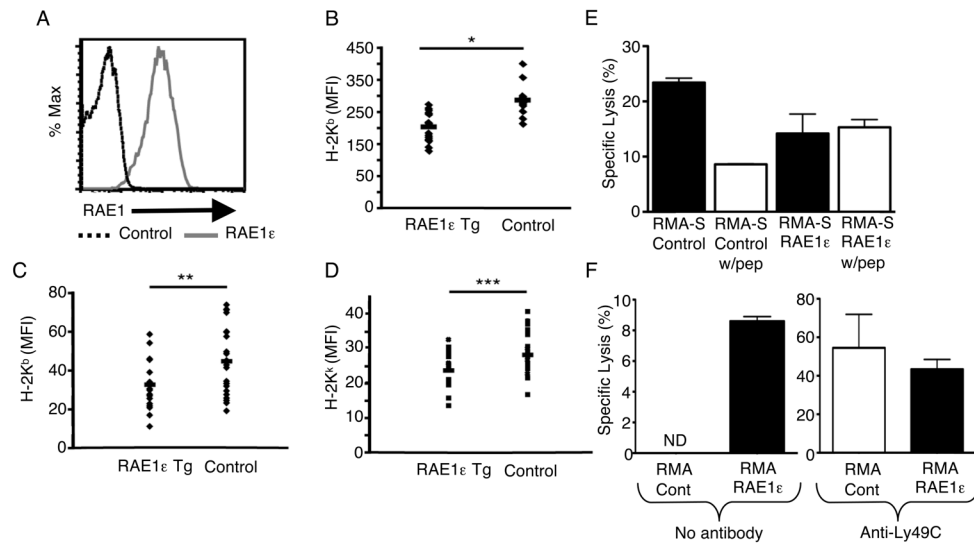 A
% Max
RAE1
Control
RAE1ε
B
H-2Kᵇ (MFI)
450
350
250
150
50
0
*
RAE1ε Tg
Control
C
H-2Kᵇ (MFI)
80
60
40
20
0
**
RAE1ε Tg
Control
D
H-2Kᵏ (MFI)
40
30
20
10
0
***
RAE1ε Tg
Control
E
Specific Lysis (%)
30
20
10
0
RMA-S
Control
RMA-S
Control
w/pep
RMA-S
RAE1ε
RMA-S
RAE1ε
w/pep
F
Specific Lysis (%)
10
8
6
4
2
0
ND
RMA
Cont
RMA
RAE1ε
No antibody
80
60
40
20
0
RMA
Cont
RMA
RAE1ε
Anti-Ly49C